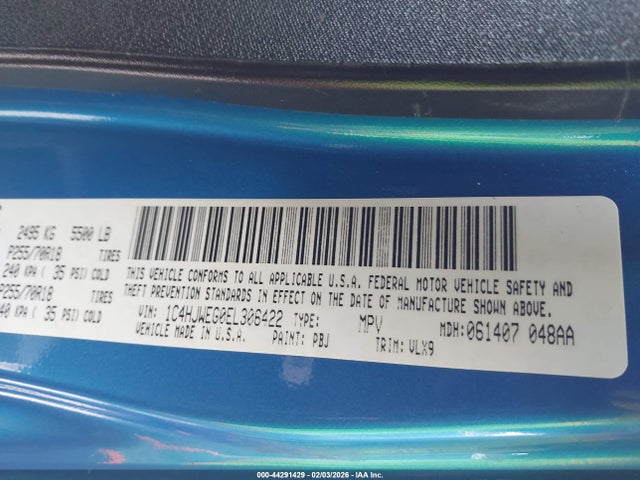 2495 KG 5500 LB
P255/70R18 TIRES
240 KPA ( 35 PSI) COLD
P255/70R18 TIRES
40 KPA ( 35 PSI) COLD
THIS VEHICLE CONFORMS TO ALL APPLICABLE U.S.A. FEDERAL MOTOR VEHICLE SAFETY AND
THEFT PREVENTION STANDARDS IN EFFECT ON THE DATE OF MANUFACTURE SHOWN ABOVE.
VIN: 1C4HJWEG0EL306422 TYPE: MPV MDH: 061407 048AA
VEHICLE MADE IN U.S.A. PAINT: PBJ TRIM: VLX9
000-44291429 - 02/03/2026 - IAA Inc.